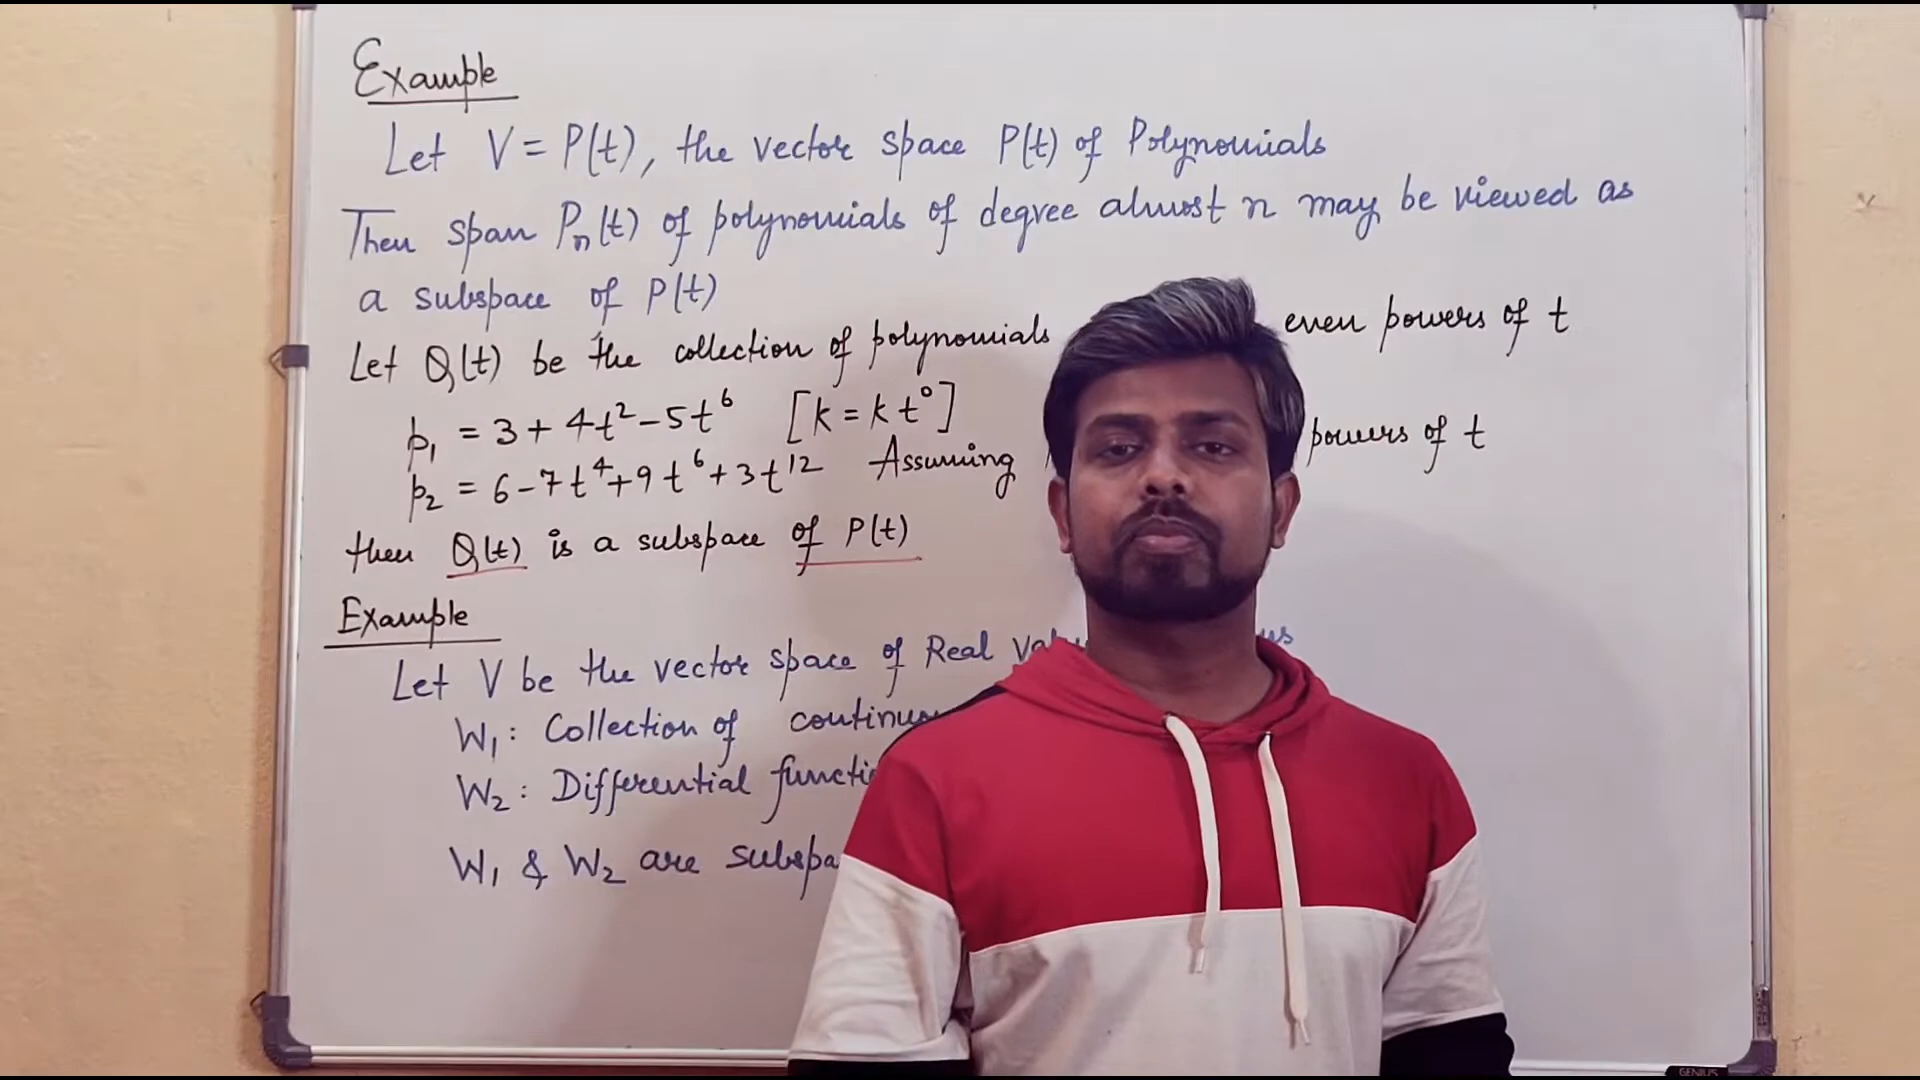 Example
Let V = P(t), the vector space P(t) of Polynomials
Then span Pₙ(t) of polynomials of degree almost n may be viewed as
a subspace of P(t)
Let Q(t) be the collection of polynomials even powers of t
p₁ = 3 + 4t² - 5t⁶ [k = k t⁰]
p₂ = 6 - 7t⁴ + 9t⁶ + 3t¹² Assuming powers of t
then Q(t) is a subspace of P(t)
Example
Let V be the vector space of Real
W₁: Collection of
W₂: Differential
W₁ & W₂ are
GENIUS